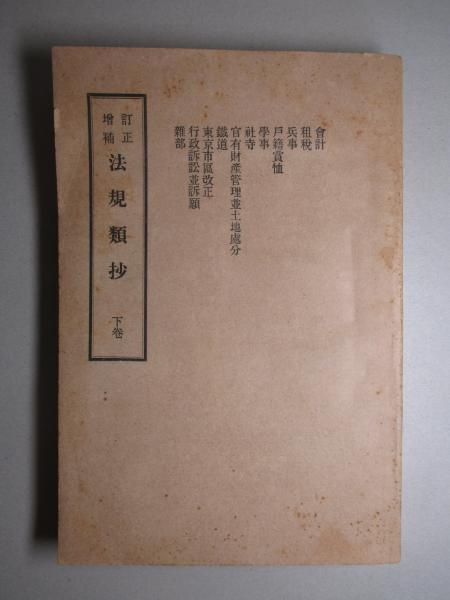 會計
租稅
兵事
戶籍賞恤
學事
社寺
官有財產管理並土地處分
鐵道
東京市區改正
行政訴訟並訴願
雜部
訂正
增補
法規類抄
下卷